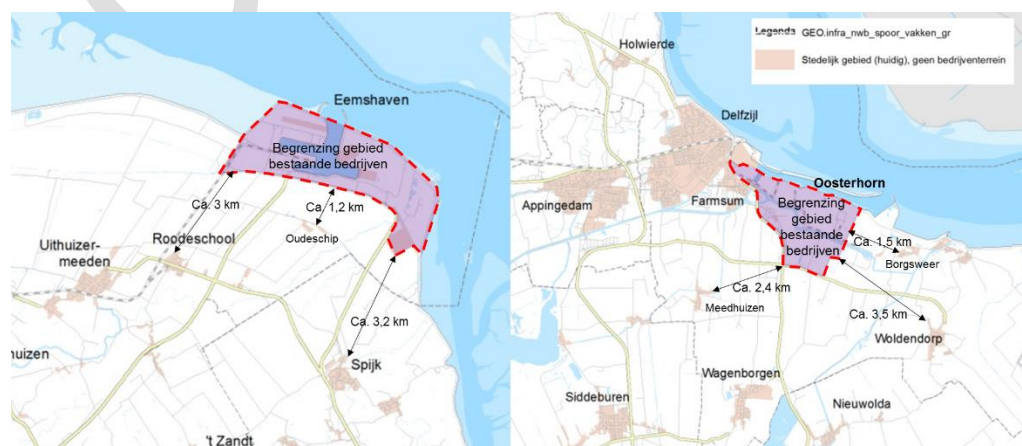 Eemshaven
Begrenzing gebied
bestaande bedrijven
Ca. 3 km
Ca. 1,2 km
Roodeschool
Oudeschip
Uithuizer-
meeden
Ca. 3,2 km
huizen
Spijk
't Zandt
Legenda
GEO.infra_nwb_spoor_vakken_gr
Stedelijk gebied (huidig), geen bedrijventerrein
Holwierde
Delfzijl
Oosterhorn
Appingedam
Farmsum
Begrenzing
gebied
bestaande
bedrijven
Ca. 1,5 km
Borgsweer
Ca. 2,4 km
Meedhuizen
Ca. 3,5 km
Woldendorp
Wagenborgen
Siddeburen
Nieuwolda